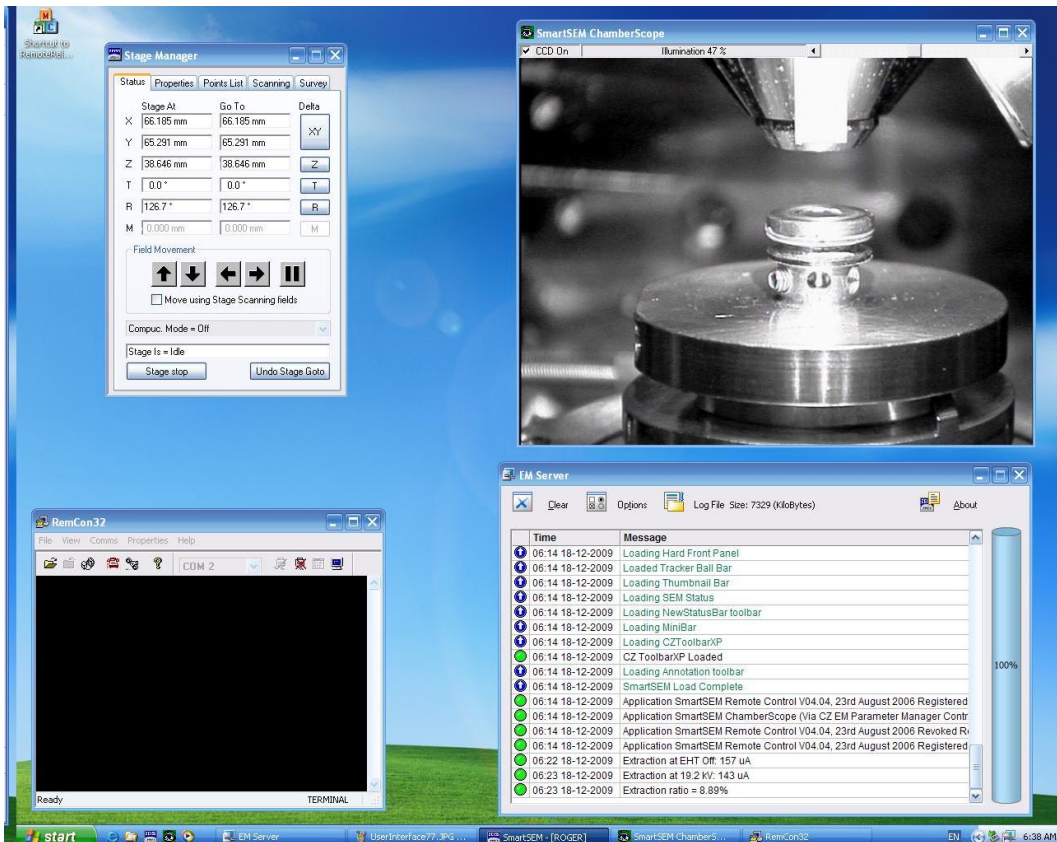 Shortcut to
RemoteRel...
Stage Manager
Status Properties Points List Scanning Survey
Stage At Go To Delta
X 66.185 mm 66.185 mm XY
Y 65.291 mm 65.291 mm
Z 38.646 mm 38.646 mm Z
T 0.0 ° 0.0 ° T
R 126.7 ° 126.7 ° R
M 0.000 mm 0.000 mm M
Field Movement
Move using Stage Scanning fields
Compuc. Mode = Off
Stage Is = Idle
Stage stop Undo Stage Goto
SmartSEM ChamberScope
CCD On Illumination 47 %
RemCon32
File View Comms Properties Help
COM 2
Ready TERMINAL
EM Server
Clear Options Log File Size: 7329 (KiloBytes) About
Time Message
06:14 18-12-2009 Loading Hard Front Panel
06:14 18-12-2009 Loaded Tracker Ball Bar
06:14 18-12-2009 Loading Thumbnail Bar
06:14 18-12-2009 Loading SEM Status
06:14 18-12-2009 Loading NewStatusBar toolbar
06:14 18-12-2009 Loading MiniBar
06:14 18-12-2009 Loading CZToolbarXP
06:14 18-12-2009 CZ ToolbarXP Loaded
06:14 18-12-2009 Loading Annotation toolbar
06:14 18-12-2009 SmartSEM Load Complete
06:14 18-12-2009 Application SmartSEM Remote Control V04.04, 23rd August 2006 Registered
06:14 18-12-2009 Application SmartSEM ChamberScope (Via CZ EM Parameter Manager Contr
06:14 18-12-2009 Application SmartSEM Remote Control V04.04, 23rd August 2006 Revoked R
06:14 18-12-2009 Application SmartSEM Remote Control V04.04, 23rd August 2006 Registered
06:22 18-12-2009 Extraction at EHT Off: 157 uA
06:23 18-12-2009 Extraction at 19.2 kV: 143 uA
06:23 18-12-2009 Extraction ratio = 8.89%
100%
start EM Server UserInterface77.JPG ... SmartSEM - [ROGER] SmartSEM ChamberS... RemCon32 EN 6:38 AM